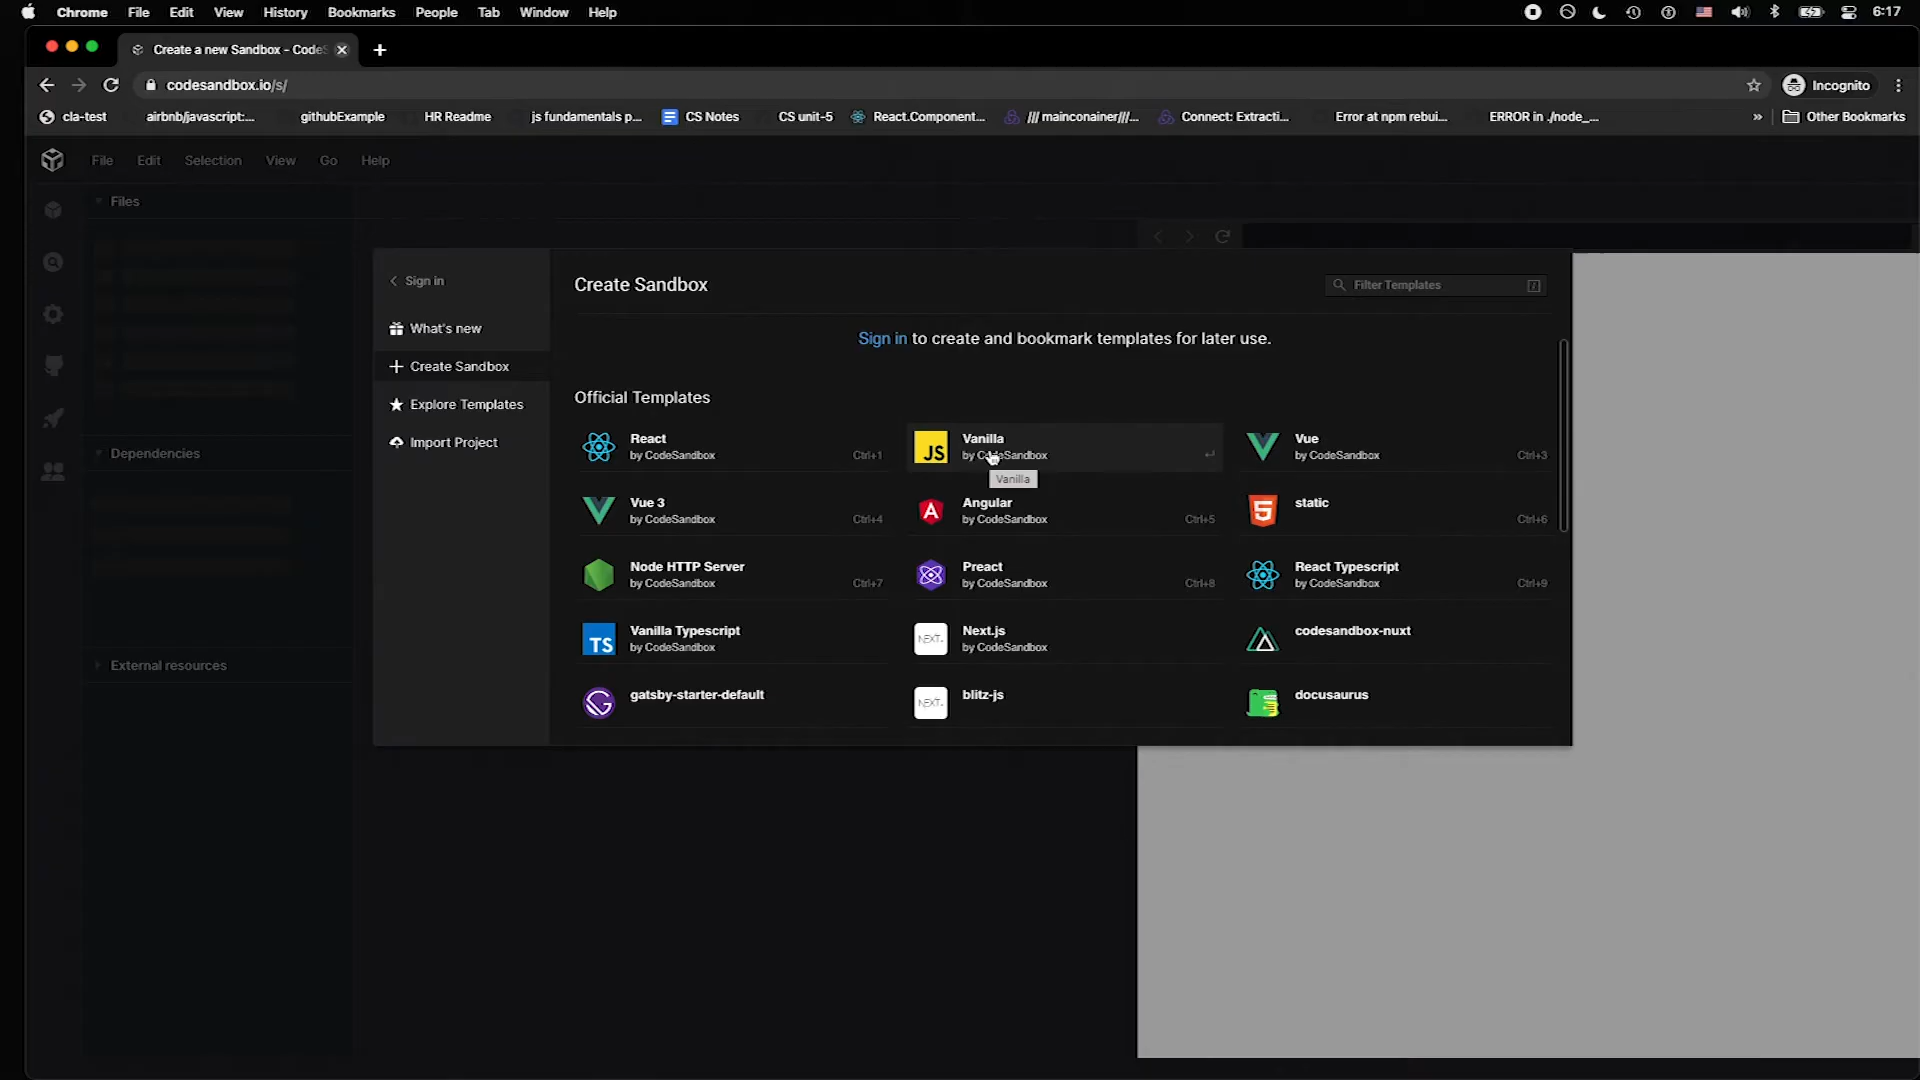 Chrome File Edit View History Bookmarks People Tab Window Help 6:17
Create a new Sandbox - CodeS
codesandbox.io/s/ Incognito
cla-test airbnb/javascript:... githubExample HR Readme js fundamentals p... CS Notes CS unit-5 React.Component... /// mainconainer///... Connect: Extracti... Error at npm rebui... ERROR in ./node_... » Other Bookmarks
File Edit Selection View Go Help
Files
Dependencies
External resources
Sign in
What's new
Create Sandbox
Explore Templates
Import Project
Create Sandbox
Filter Templates /
Sign in to create and bookmark templates for later use.
Official Templates
React
by CodeSandbox Ctrl+1
JS Vanilla
by CodeSandbox
Vanilla
Vue
by CodeSandbox Ctrl+3
Vue 3
by CodeSandbox Ctrl+4
A Angular
by CodeSandbox Ctrl+5
5 static
Ctrl+6
Node HTTP Server
by CodeSandbox Ctrl+7
Preact
by CodeSandbox Ctrl+8
React Typescript
by CodeSandbox Ctrl+9
TS Vanilla Typescript
by CodeSandbox
NEXT. Next.js
by CodeSandbox
codesandbox-nuxt
gatsby-starter-default
NEXT. blitz-js
docusaurus